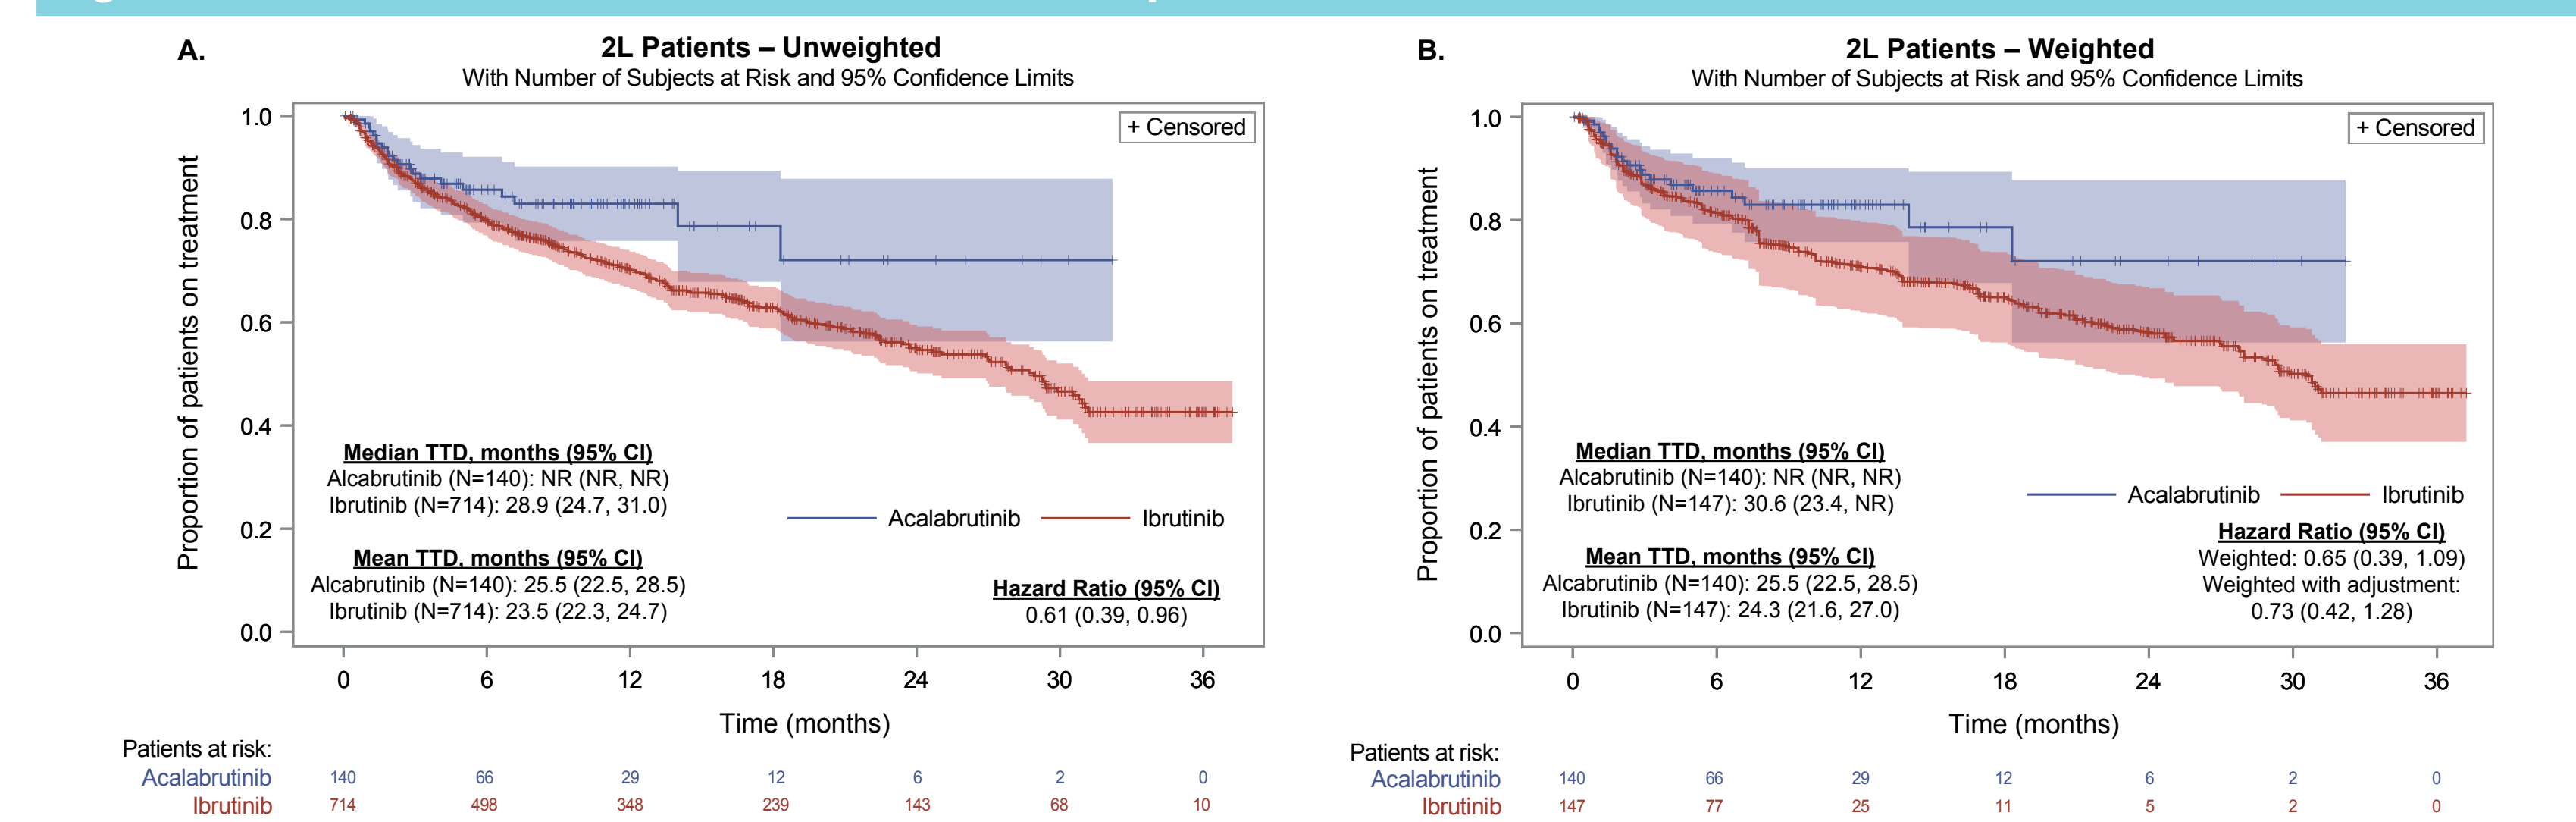 A.
2L Patients – Unweighted
With Number of Subjects at Risk and 95% Confidence Limits
+ Censored
Proportion of patients on treatment
1.0
0.8
0.6
0.4
0.2
0.0
Median TTD, months (95% CI)
Alcabrutinib (N=140): NR (NR, NR)
Ibrutinib (N=714): 28.9 (24.7, 31.0)
Mean TTD, months (95% CI)
Alcabrutinib (N=140): 25.5 (22.5, 28.5)
Ibrutinib (N=714): 23.5 (22.3, 24.7)
Acalabrutinib Ibrutinib
Hazard Ratio (95% CI)
0.61 (0.39, 0.96)
0 6 12 18 24 30 36
Time (months)
Patients at risk:
Acalabrutinib 140 66 29 12 6 2 0
Ibrutinib 714 498 348 239 143 68 10
B.
2L Patients – Weighted
With Number of Subjects at Risk and 95% Confidence Limits
+ Censored
Proportion of patients on treatment
1.0
0.8
0.6
0.4
0.2
0.0
Median TTD, months (95% CI)
Alcabrutinib (N=140): NR (NR, NR)
Ibrutinib (N=147): 30.6 (23.4, NR)
Mean TTD, months (95% CI)
Alcabrutinib (N=140): 25.5 (22.5, 28.5)
Ibrutinib (N=147): 24.3 (21.6, 27.0)
Acalabrutinib Ibrutinib
Hazard Ratio (95% CI)
Weighted: 0.65 (0.39, 1.09)
Weighted with adjustment:
0.73 (0.42, 1.28)
0 6 12 18 24 30 36
Time (months)
Patients at risk:
Acalabrutinib 140 66 29 12 6 2 0
Ibrutinib 147 77 25 11 5 2 0